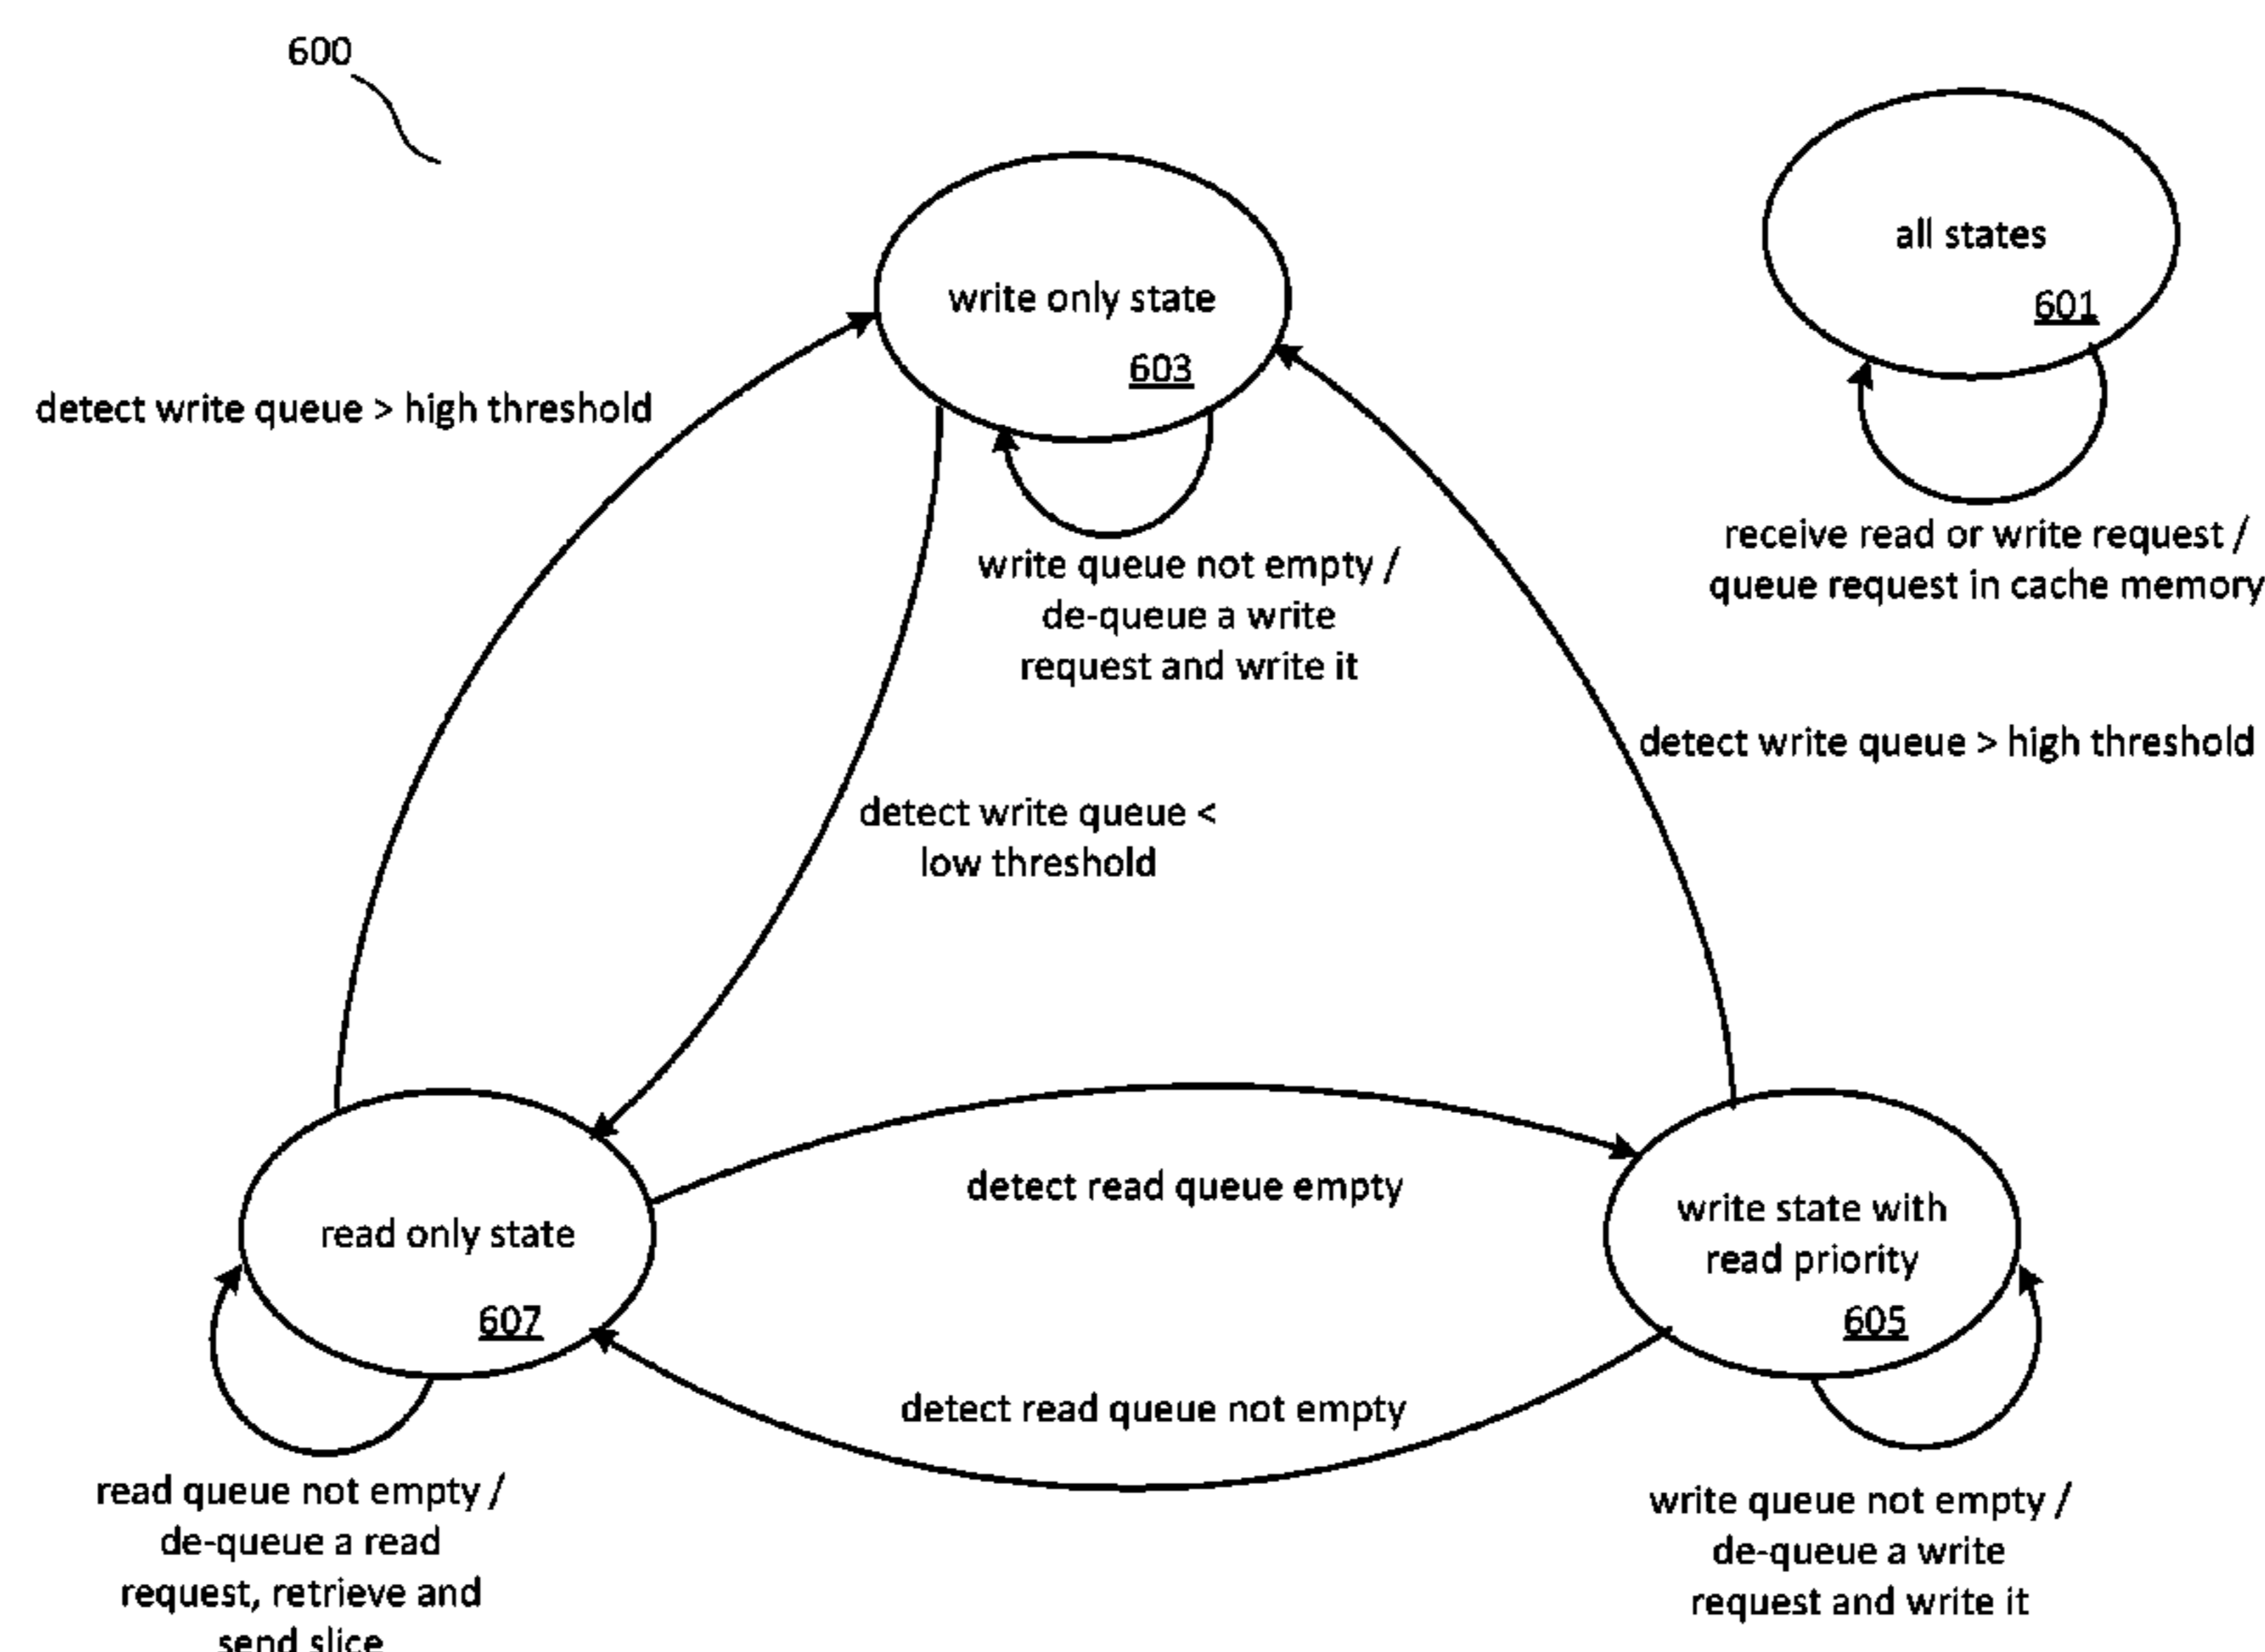 600
all states
601
write only state
603
detect write queue > high threshold
receive read or write request /
queue request in cache memory
write queue not empty /
de-queue a write
request and write it
detect write queue > high threshold
detect write queue <
low threshold
detect read queue empty
read only state
607
write state with
read priority
605
detect read queue not empty
read queue not empty /
de-queue a read
request, retrieve and
send slice
write queue not empty /
de-queue a write
request and write it